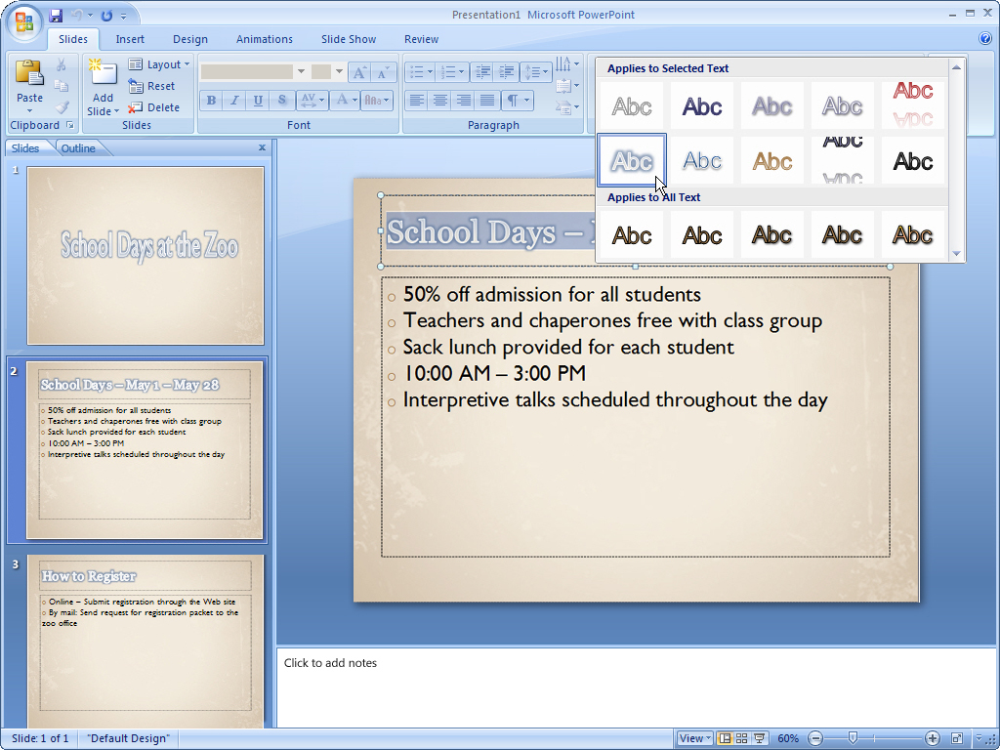 Presentation1 Microsoft PowerPoint
Slides Insert Design Animations Slide Show Review
Paste
Clipboard
Add
Slide
Layout
Reset
Delete
Slides
B I U S AV A Aa
Font
Paragraph
Applies to Selected Text
Abc Abc Abc Abc Abc
Abc Abc Abc Abc Abc
Applies to All Text
Abc Abc Abc Abc Abc
Slides Outline x
1
School Days at the Zoo
2
School Days – May 1 – May 28
50% off admission for all students
Teachers and chaperones free with class group
Sack lunch provided for each student
10:00 AM – 3:00 PM
Interpretive talks scheduled throughout the day
3
How to Register
Online – Submit registration through the Web site
By mail: Send request for registration packet to the
zoo office
School Days –
50% off admission for all students
Teachers and chaperones free with class group
Sack lunch provided for each student
10:00 AM – 3:00 PM
Interpretive talks scheduled throughout the day
Click to add notes
Slide: 1 of 1 "Default Design" View 60%